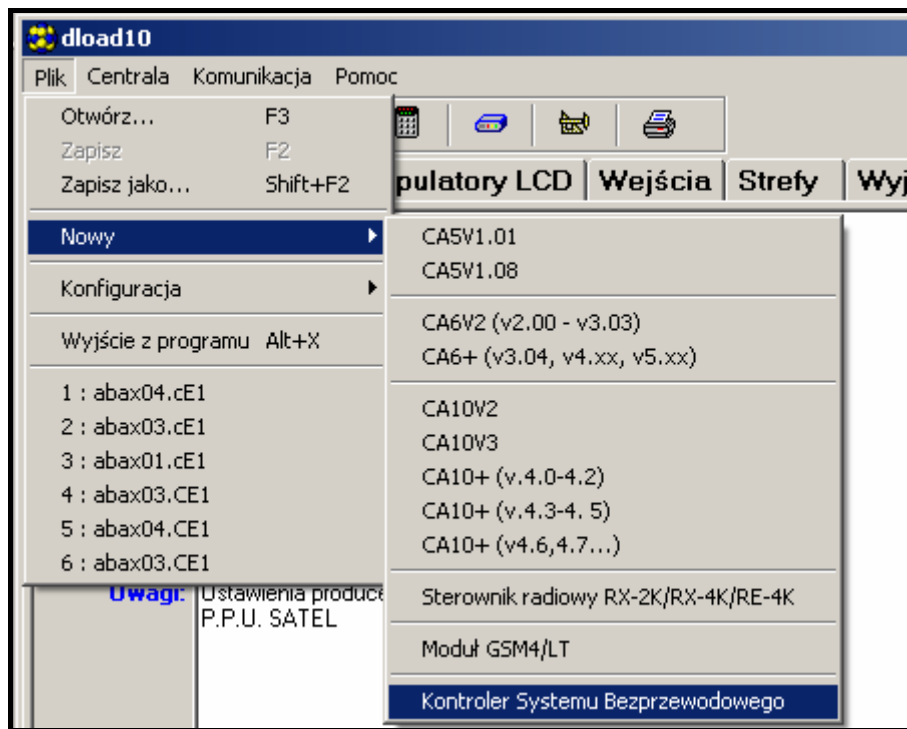 dload10
Plik Centrala Komunikacja Pomoc
Otwórz... F3
Zapisz F2
Zapisz jako... Shift+F2
Nowy
Konfiguracja
Wyjście z programu Alt+X
1 : abax04.cE1
2 : abax03.cE1
3 : abax01.cE1
4 : abax03.CE1
5 : abax04.CE1
6 : abax03.CE1
pulatory LCD Wejścia Strefy Wyj
CA5V1.01
CA5V1.08
CA6V2 (v2.00 - v3.03)
CA6+ (v3.04, v4.xx, v5.xx)
CA10V2
CA10V3
CA10+ (v.4.0-4.2)
CA10+ (v.4.3-4. 5)
CA10+ (v4.6,4.7...)
Sterownik radiowy RX-2K/RX-4K/RE-4K
Moduł GSM4/LT
Kontroler Systemu Bezprzewodowego
Uwagi: Ustawienia produce
P.P.U. SATEL